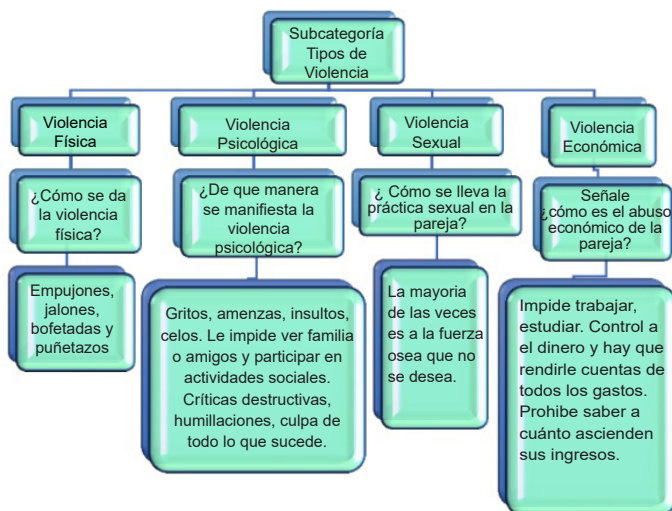 Subcategoría
Tipos de
Violencia
Violencia
Física
Violencia
Psicológica
Violencia
Sexual
Violencia
Económica
¿Cómo se da
la violencia
física?
¿De que manera
se manifiesta la
violencia
psicológica?
¿ Cómo se lleva la
práctica sexual en la
pareja?
Señale
¿cómo es el abuso
económico de la
pareja?
Empujones,
jalones,
bofetadas y
puñetazos
Gritos, amenzas, insultos,
celos. Le impide ver familia
o amigos y participar en
actividades sociales.
Críticas destructivas,
humillaciones, culpa de
todo lo que sucede.
La mayoria
de las veces
es a la fuerza
osea que no
se desea.
Impide trabajar,
estudiar. Control a
el dinero y hay que
rendirle cuentas de
todos los gastos.
Prohibe saber a
cuánto ascienden
sus ingresos.